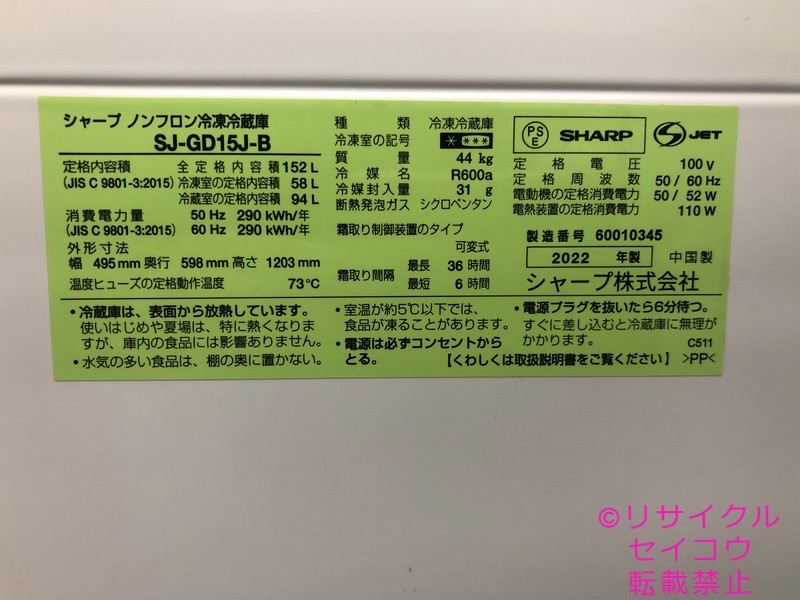 シャープ ノンフロン冷凍冷蔵庫
SJ-GD15J-B
定格内容積 全定格内容積 152 L
(JIS C 9801-3:2015) 冷凍室の定格内容積 58 L
冷蔵室の定格内容積 94 L
消費電力量 50 Hz 290 kWh/年
(JIS C 9801-3:2015) 60 Hz 290 kWh/年
外形寸法
幅 495 mm 奥行 598 mm 高さ 1203 mm
温度ヒューズの定格動作温度 73℃
種類 冷凍冷蔵庫
冷凍室の記号 * ***
質量 44 kg
冷媒名 R600a
冷媒封入量 31 g
断熱発泡ガス シクロペンタン
霜取り制御装置のタイプ
可変式
霜取り間隔 最長 36 時間
最短 6 時間
PSE SHARP S JET
定格電圧 100 V
定格周波数 50 / 60 Hz
電動機の定格消費電力 50 / 52 W
電熱装置の定格消費電力 110 W
製造番号 60010345
2022 年製 中国製
シャープ株式会社
・冷蔵庫は、表面から放熱しています。
使いはじめや夏場は、特に熱くなりま
すが、庫内の食品には影響ありません。
・水気の多い食品は、棚の奥に置かない。
・室温が約5℃以下では、
食品が凍ることがあります。
・電源は必ずコンセントから
とる。
・電源プラグを抜いたら6分待つ。
すぐに差し込むと冷蔵庫に無理が
かかります。 C511
【くわしくは取扱説明書をご覧ください】 >PP<
©リサイクル
セイコウ
転載禁止